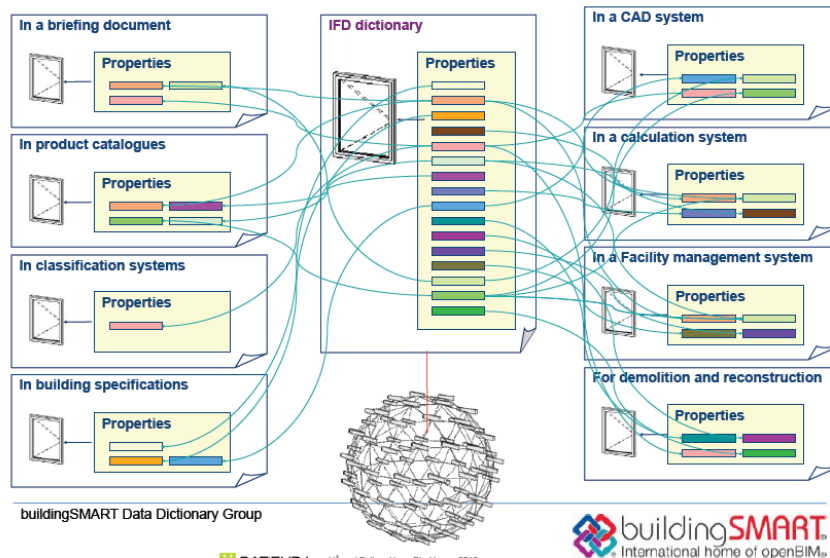 In a briefing document
Properties
In product catalogues
Properties
In classification systems
Properties
In building specifications
Properties
IFD dictionary
Properties
In a CAD system
Properties
In a calculation system
Properties
In a Facility management system
Properties
For demolition and reconstruction
Properties
buildingSMART Data Dictionary Group
buildingSMART
International home of openBIM